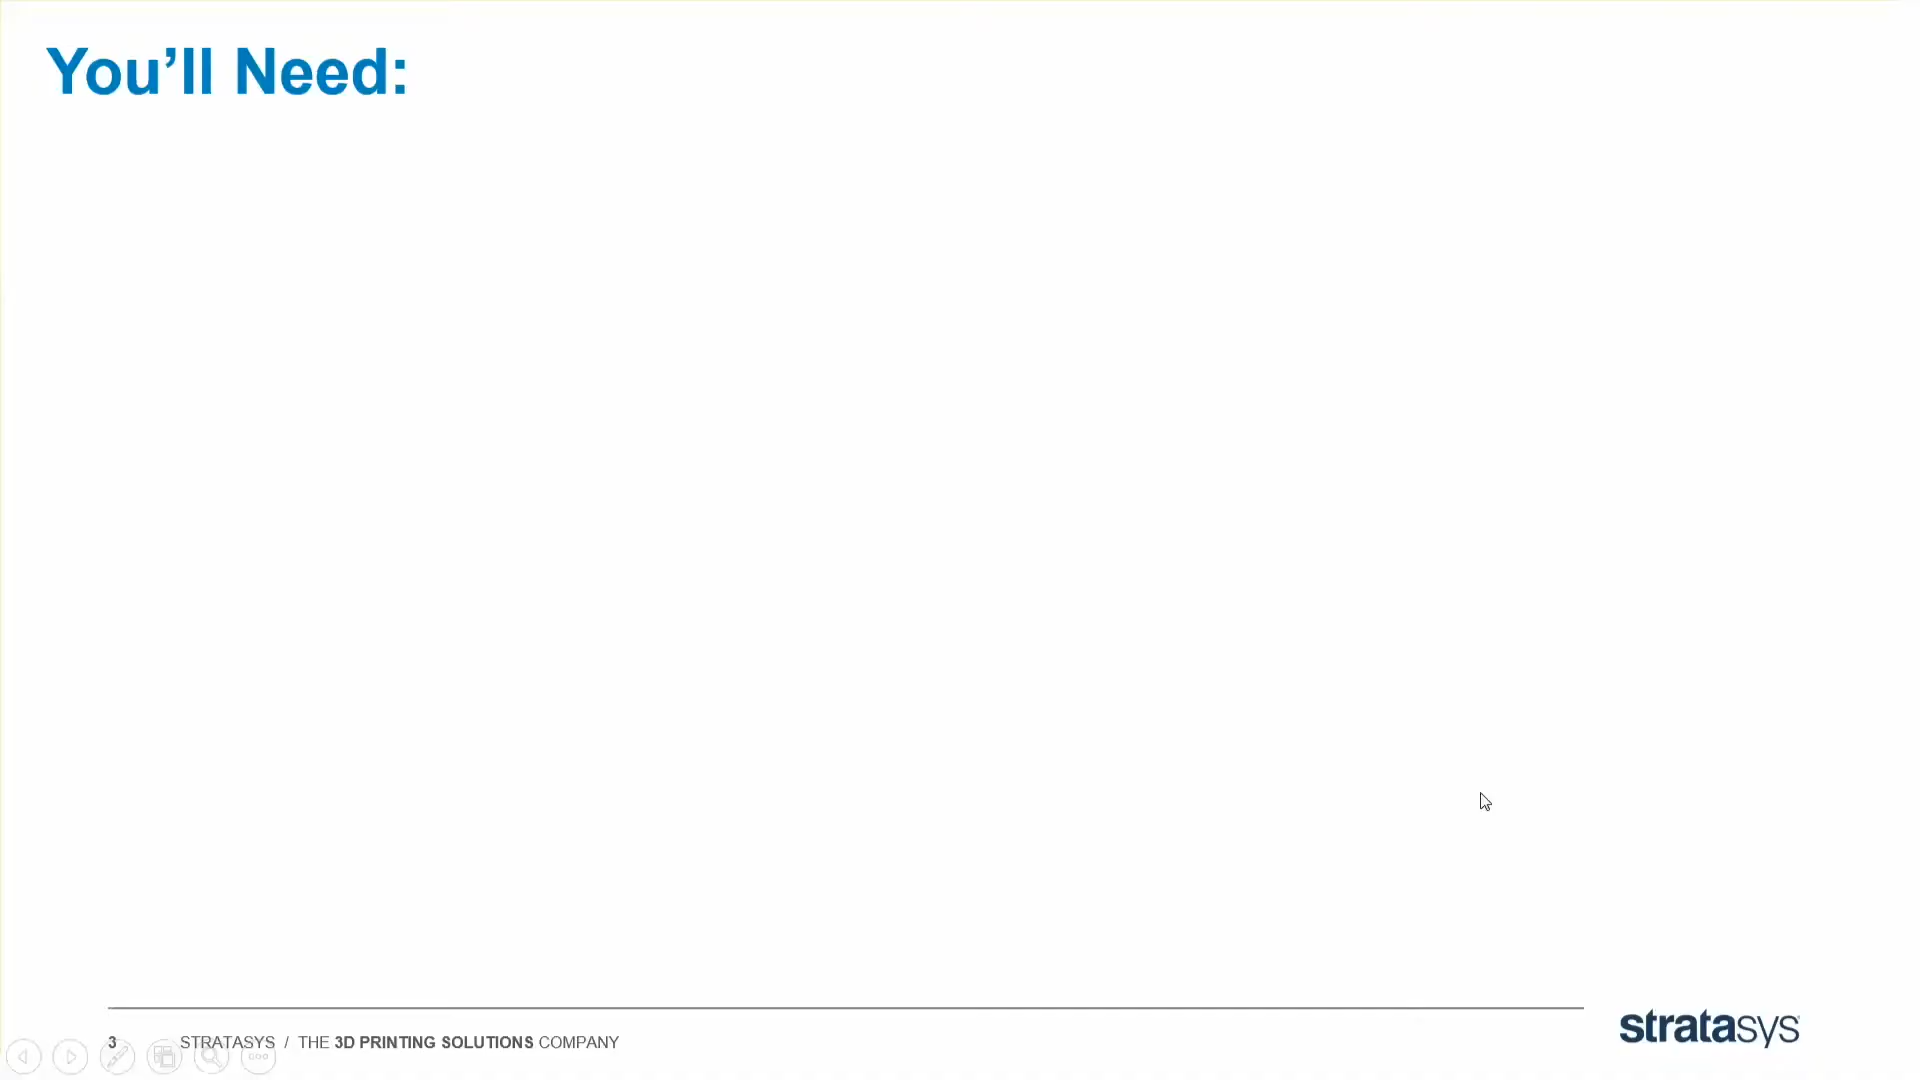 You’ll Need:
3 STRATASYS / THE 3D PRINTING SOLUTIONS COMPANY
stratasys